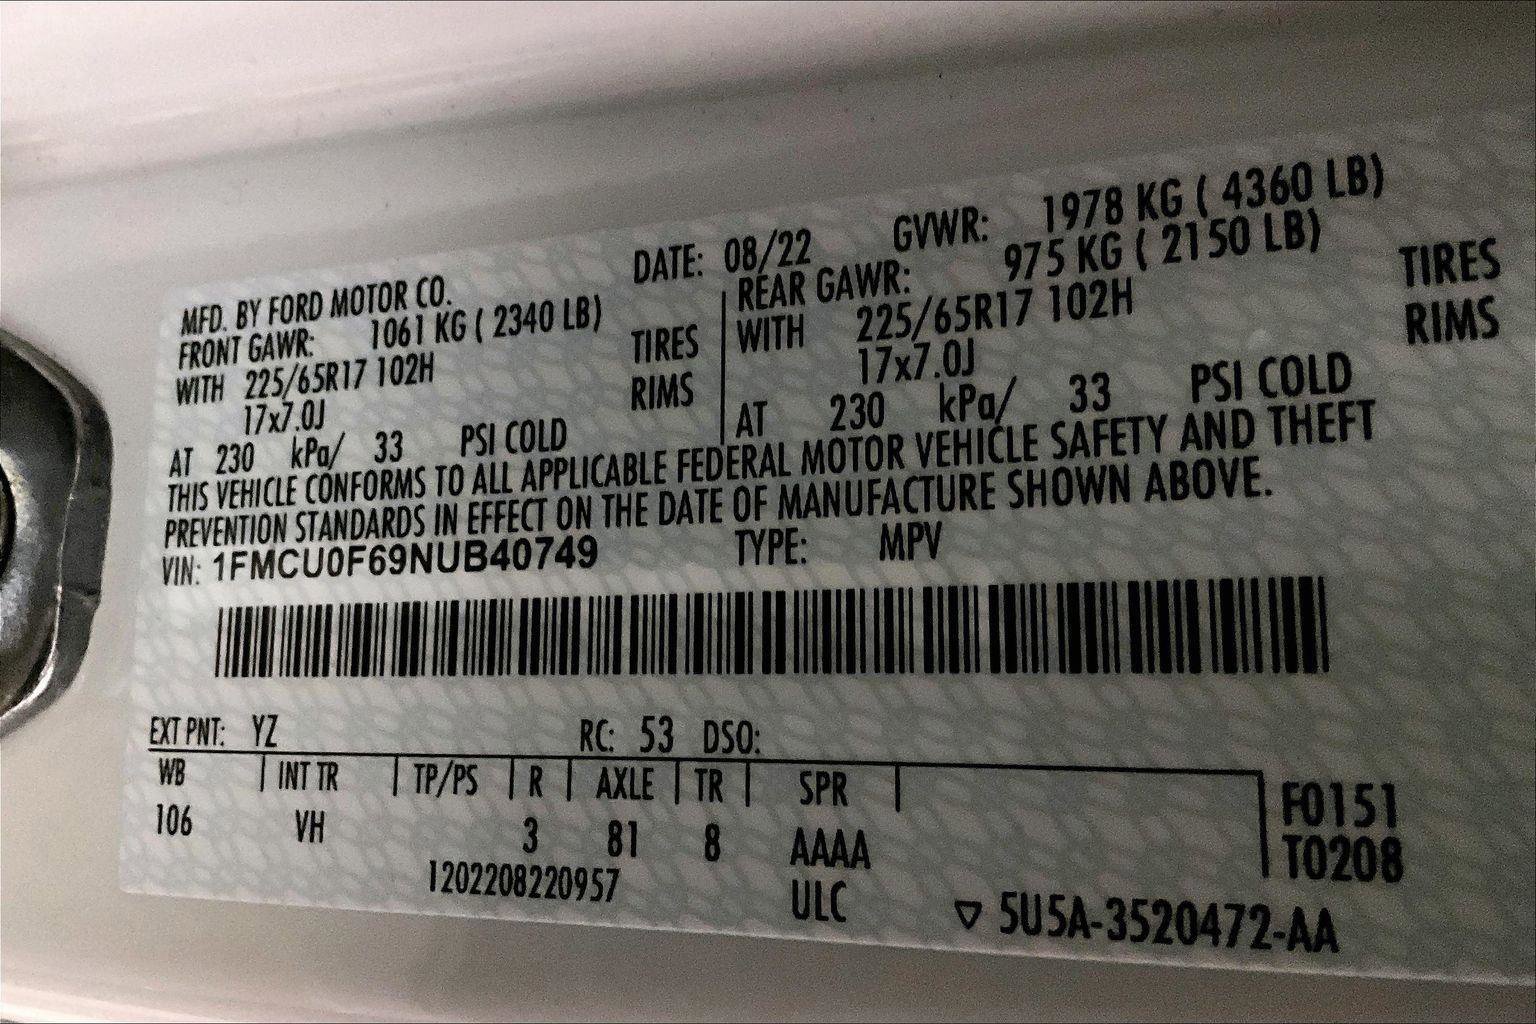 MFD. BY FORD MOTOR CO.
DATE: 08/22
GVWR: 1978 KG ( 4360 LB)
FRONT GAWR: 1061 KG ( 2340 LB)
WITH 225/65R17 102H TIRES
17x7.0J RIMS
AT 230 kPa/ 33 PSI COLD
REAR GAWR: 975 KG ( 2150 LB)
WITH 225/65R17 102H TIRES
17x7.0J RIMS
AT 230 kPa/ 33 PSI COLD
THIS VEHICLE CONFORMS TO ALL APPLICABLE FEDERAL MOTOR VEHICLE SAFETY AND THEFT
PREVENTION STANDARDS IN EFFECT ON THE DATE OF MANUFACTURE SHOWN ABOVE.
VIN: 1FMCU0F69NUB40749 TYPE: MPV
EXT PNT: YZ RC: 53 DSO:
WB | INT TR | TP/PS | R | AXLE | TR | SPR |
106 VH 3 81 8 AAAA
F0151
T0208
1202208220957 ULC
▽ 5U5A-3520472-AA